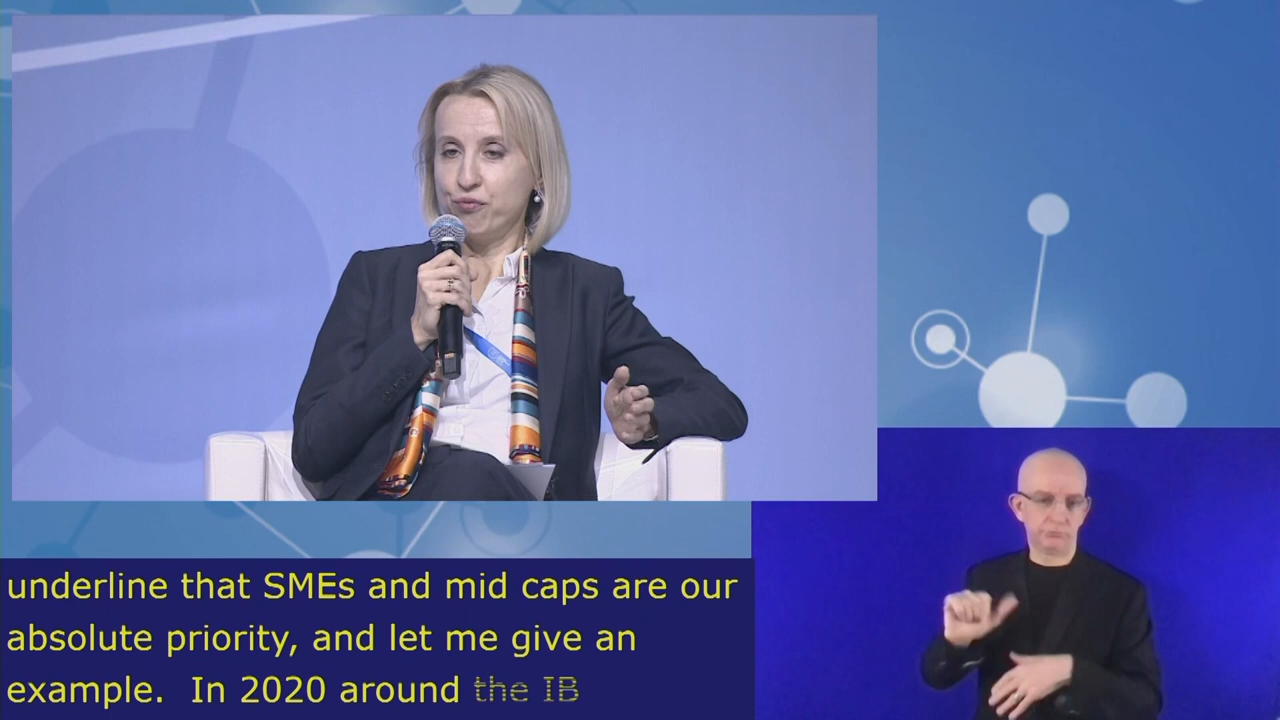 underline that SMEs and mid caps are our
absolute priority, and let me give an
example.  In 2020 around the IB